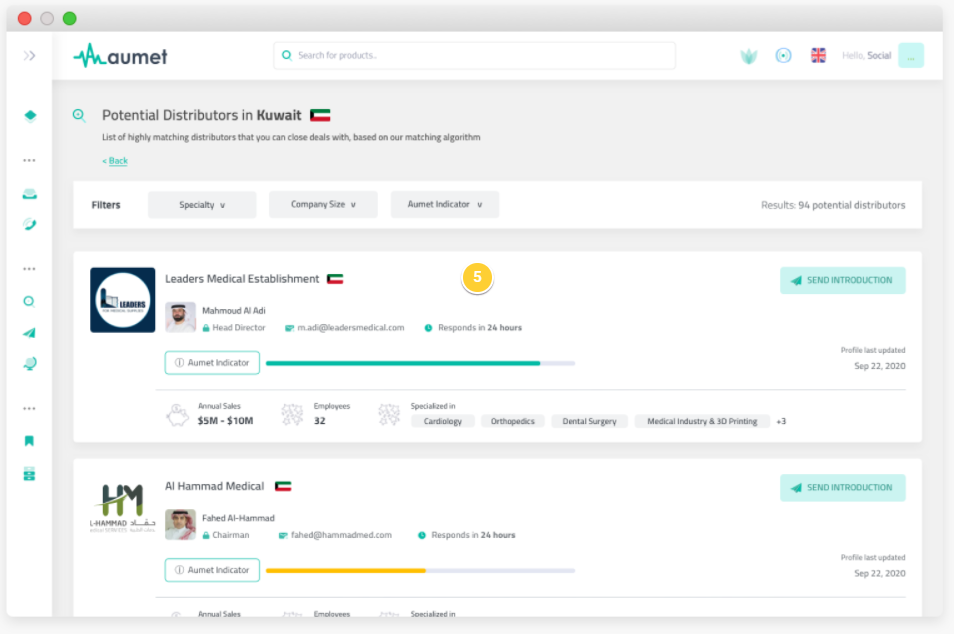 aumet
Search for products..
Hello, Social
...
Potential Distributors in Kuwait
List of highly matching distributors that you can close deals with, based on our matching algorithm
< Back
Filters
Specialty v
Company Size v
Aumet Indicator v
Results: 94 potential distributors
LEADERS
FOR MEDICAL SUPPLIES
Leaders Medical Establishment
5
SEND INTRODUCTION
Mahmoud Al Adi
Head Director
m.adi@leadersmedical.com
Responds in 24 hours
Aumet Indicator
Profile last updated
Sep 22, 2020
Annual Sales
$5M - $10M
Employees
32
Specialized in
Cardiology
Orthopedics
Dental Surgery
Medical Industry & 3D Printing
+3
HM
L-HAMMAD
Al Hammad Medical
SEND INTRODUCTION
Fahed Al-Hammad
Chairman
fahed@hammadmed.com
Responds in 24 hours
Aumet Indicator
Profile last updated
Sep 22, 2020
Annual Sales
Employees
Specialized in